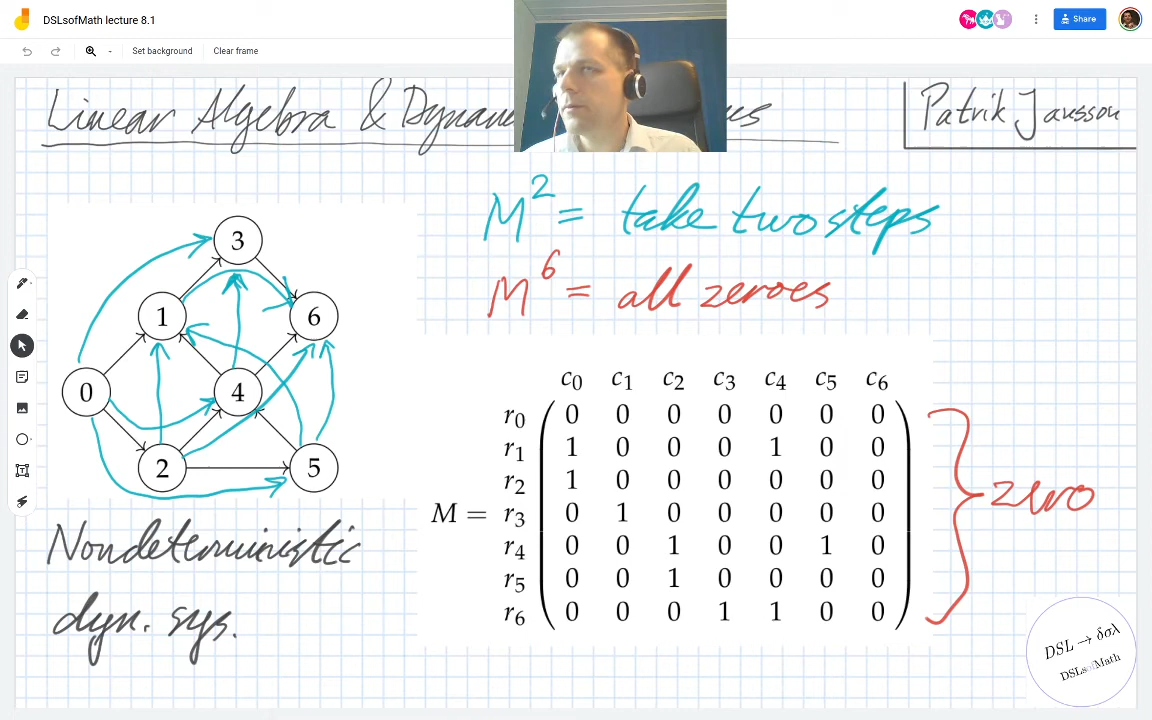 DSLsofMath lecture 8.1
Share
Set background
Clear frame
Linear Algebra & Dynam
Patrik Jansson
M² = take two steps
M⁶ = all zeroes
3
1
6
0
4
2
5
c₀ c₁ c₂ c₃ c₄ c₅ c₆
r₀ 0 0 0 0 0 0 0
r₁ 1 0 0 0 1 0 0
r₂ 1 0 0 0 0 0 0
M = r₃ 0 1 0 0 0 0 0
r₄ 0 0 1 0 0 1 0
r₅ 0 0 1 0 0 0 0
r₆ 0 0 0 1 1 0 0
zero
Nondeterministic
dyn. sys.
DSL → δσλ
DSLsofMath